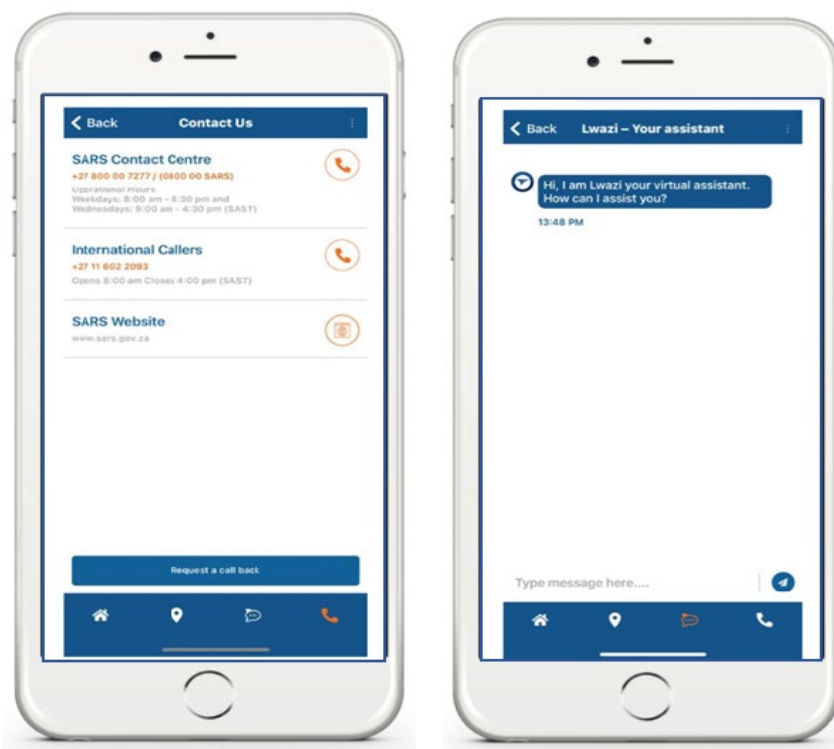 Back Contact Us
SARS Contact Centre
+27 800 00 7277 / (0800 00 SARS)
Operational Hours
Weekdays: 8:00 am - 4:30 pm and
Wednesdays: 9:00 am - 4:30 pm (SAST)
International Callers
+27 11 602 2093
Opens 8:00 am Closes 4:00 pm (SAST)
SARS Website
www.sars.gov.za
Request a call back
Back Lwazi – Your assistant
Hi, I am Lwazi your virtual assistant.
How can I assist you?
13:48 PM
Type message here....